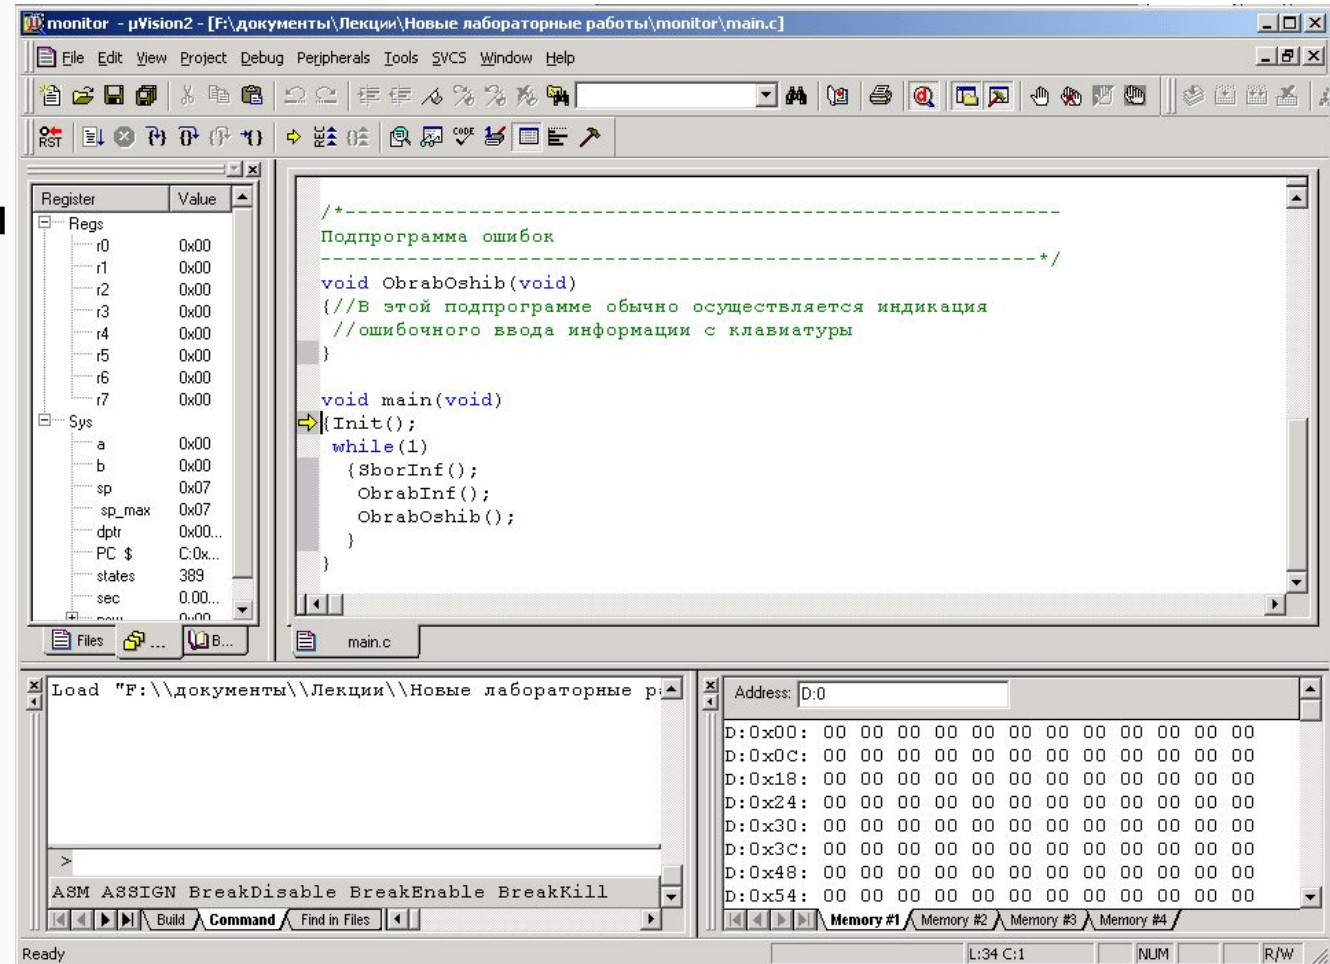 monitor - µVision2 - [F:\документы\Лекции\Новые лабораторные работы\monitor\main.c]
File Edit View Project Debug Peripherals Tools SVCS Window Help
RST
CODE
Register Value
Regs
r0 0x00
r1 0x00
r2 0x00
r3 0x00
r4 0x00
r5 0x00
r6 0x00
r7 0x00
Sys
a 0x00
b 0x00
sp 0x07
sp_max 0x07
dptr 0x00...
PC $ C:0x...
states 389
sec 0.00...
Files ... B...
/*----------------------------------------------------------
Подпрограмма ошибок
----------------------------------------------------------*/
void ObrabOshib(void)
{//В этой подпрограмме обычно осуществляется индикация
//ошибочного ввода информации с клавиатуры
}
void main(void)
{Init();
while(1)
{SborInf();
ObrabInf();
ObrabOshib();
}
}
main.c
Load "F:\\документы\\Лекции\\Новые лабораторные
>
ASM ASSIGN BreakDisable BreakEnable BreakKill
Build Command Find in Files
Address: D:0
D:0x00: 00 00 00 00 00 00 00 00 00 00 00 00
D:0x0C: 00 00 00 00 00 00 00 00 00 00 00 00
D:0x18: 00 00 00 00 00 00 00 00 00 00 00 00
D:0x24: 00 00 00 00 00 00 00 00 00 00 00 00
D:0x30: 00 00 00 00 00 00 00 00 00 00 00 00
D:0x3C: 00 00 00 00 00 00 00 00 00 00 00 00
D:0x48: 00 00 00 00 00 00 00 00 00 00 00 00
D:0x54: 00 00 00 00 00 00 00 00 00 00 00 00
Memory #1 Memory #2 Memory #3 Memory #4
Ready L:34 C:1 NUM R/W